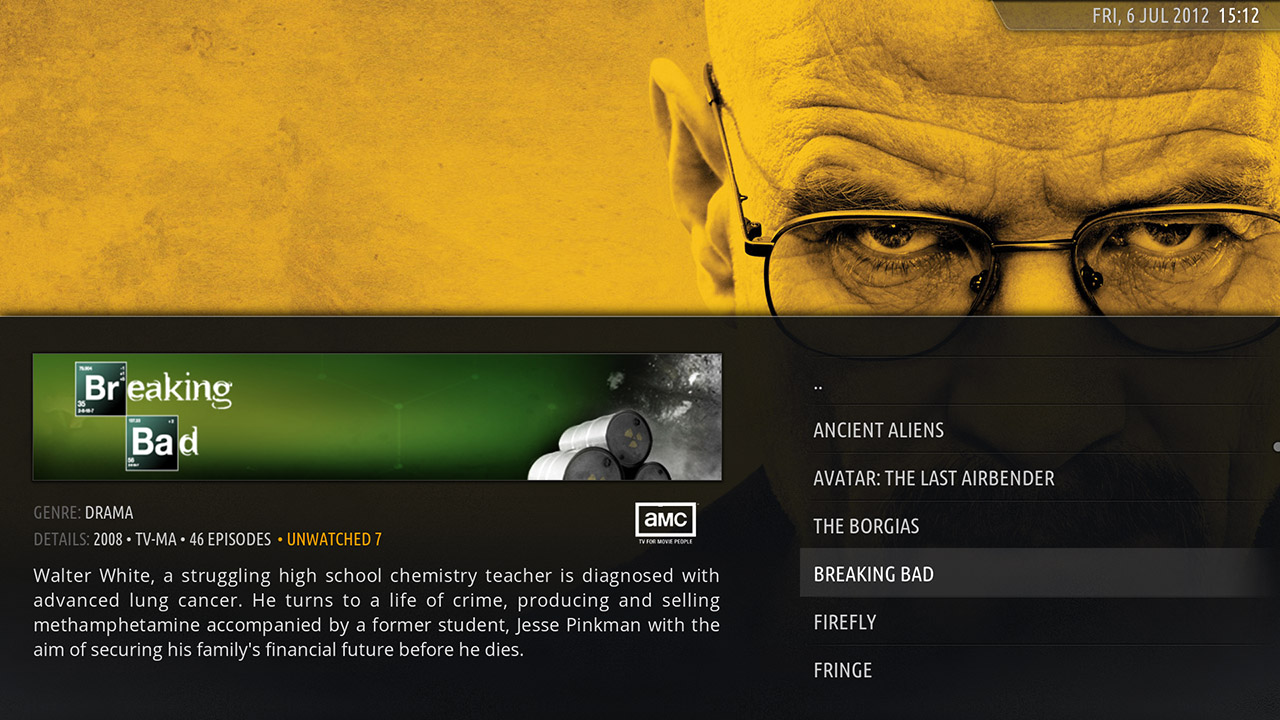 FRI, 6 JUL 2012 15:12
Breaking
35
Bad
56
GENRE: DRAMA
DETAILS: 2008 • TV-MA • 46 EPISODES • UNWATCHED 7
aMC
TV FOR MOVIE PEOPLE
Walter White, a struggling high school chemistry teacher is diagnosed with
advanced lung cancer. He turns to a life of crime, producing and selling
methamphetamine accompanied by a former student, Jesse Pinkman with the
aim of securing his family's financial future before he dies.
..
ANCIENT ALIENS
AVATAR: THE LAST AIRBENDER
THE BORGIAS
BREAKING BAD
FIREFLY
FRINGE